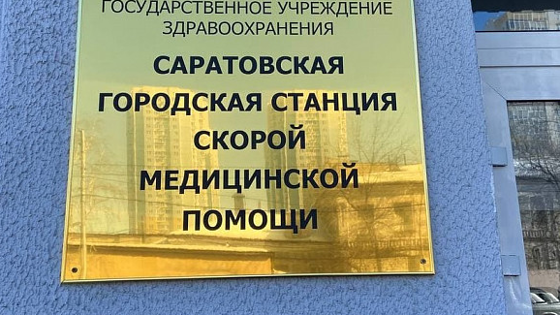 ГОСУДАРСТВЕННОЕ УЧРЕЖДЕНИЕ
ЗДРАВООХРАНЕНИЯ
САРАТОВСКАЯ
ГОРОДСКАЯ СТАНЦИЯ
СКОРОЙ
МЕДИЦИНСКОЙ
ПОМОЩИ